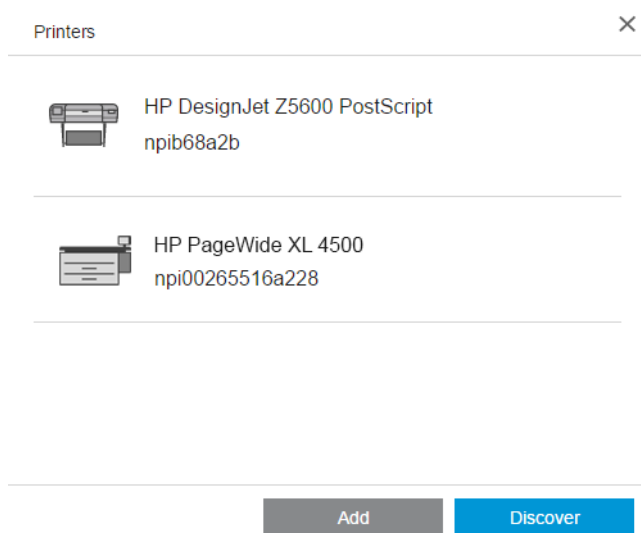 Printers
HP DesignJet Z5600 PostScript
npib68a2b
HP PageWide XL 4500
npi00265516a228
Add
Discover